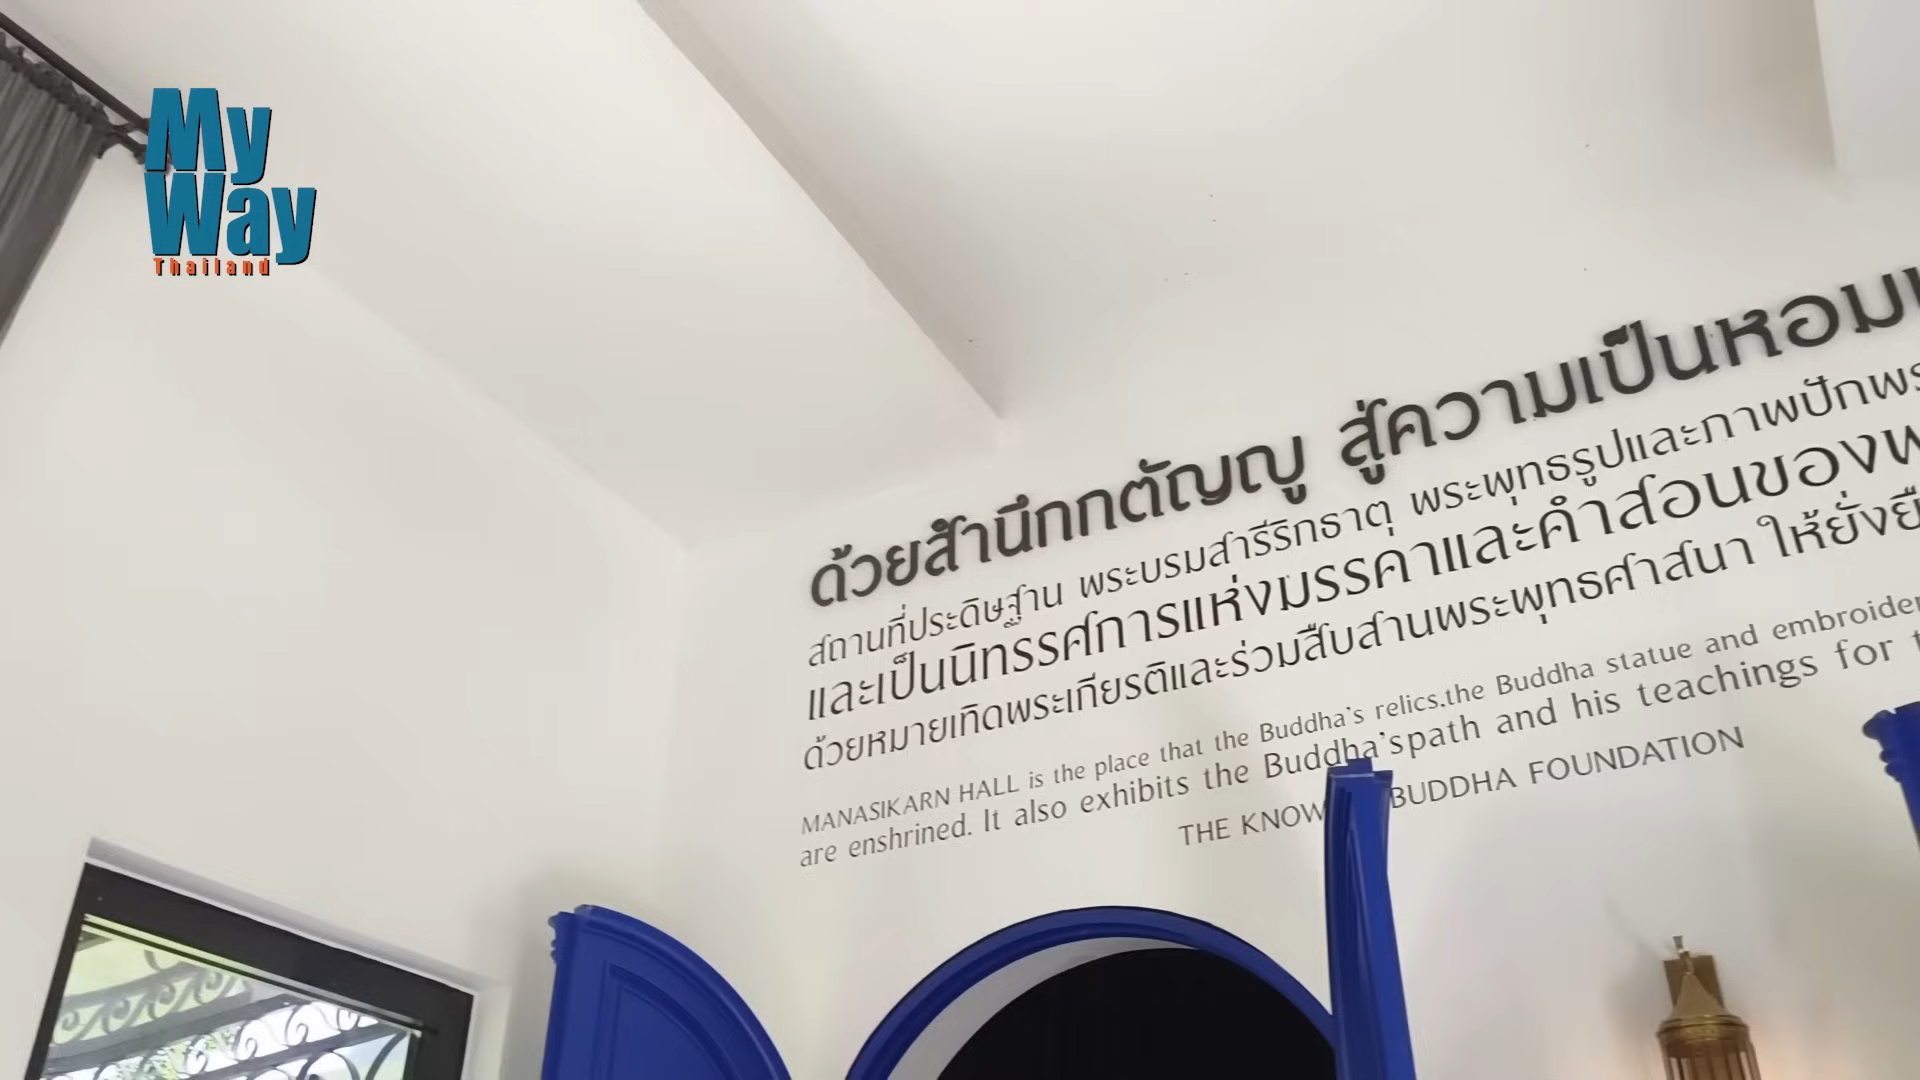 My
Way
Thailand
ด้วยสำนึกกตัญญู สู่ความเป็นหอม
สถานที่ประดิษฐาน พระบรมสารีริกธาตุ พระพุทธรูปและภาพปัก
และเป็นนิทรรศการแห่งมรรคาและคำสอนของ
ด้วยหมายเทิดพระเกียรติและร่วมสืบสานพระพุทธศาสนา ให้
MANASIKARN HALL is the place that the Buddha's relics.the Buddha statue and
are enshrined. It also exhibits the Buddha'spath and his teachings for
THE KNOW BUDDHA FOUNDATION